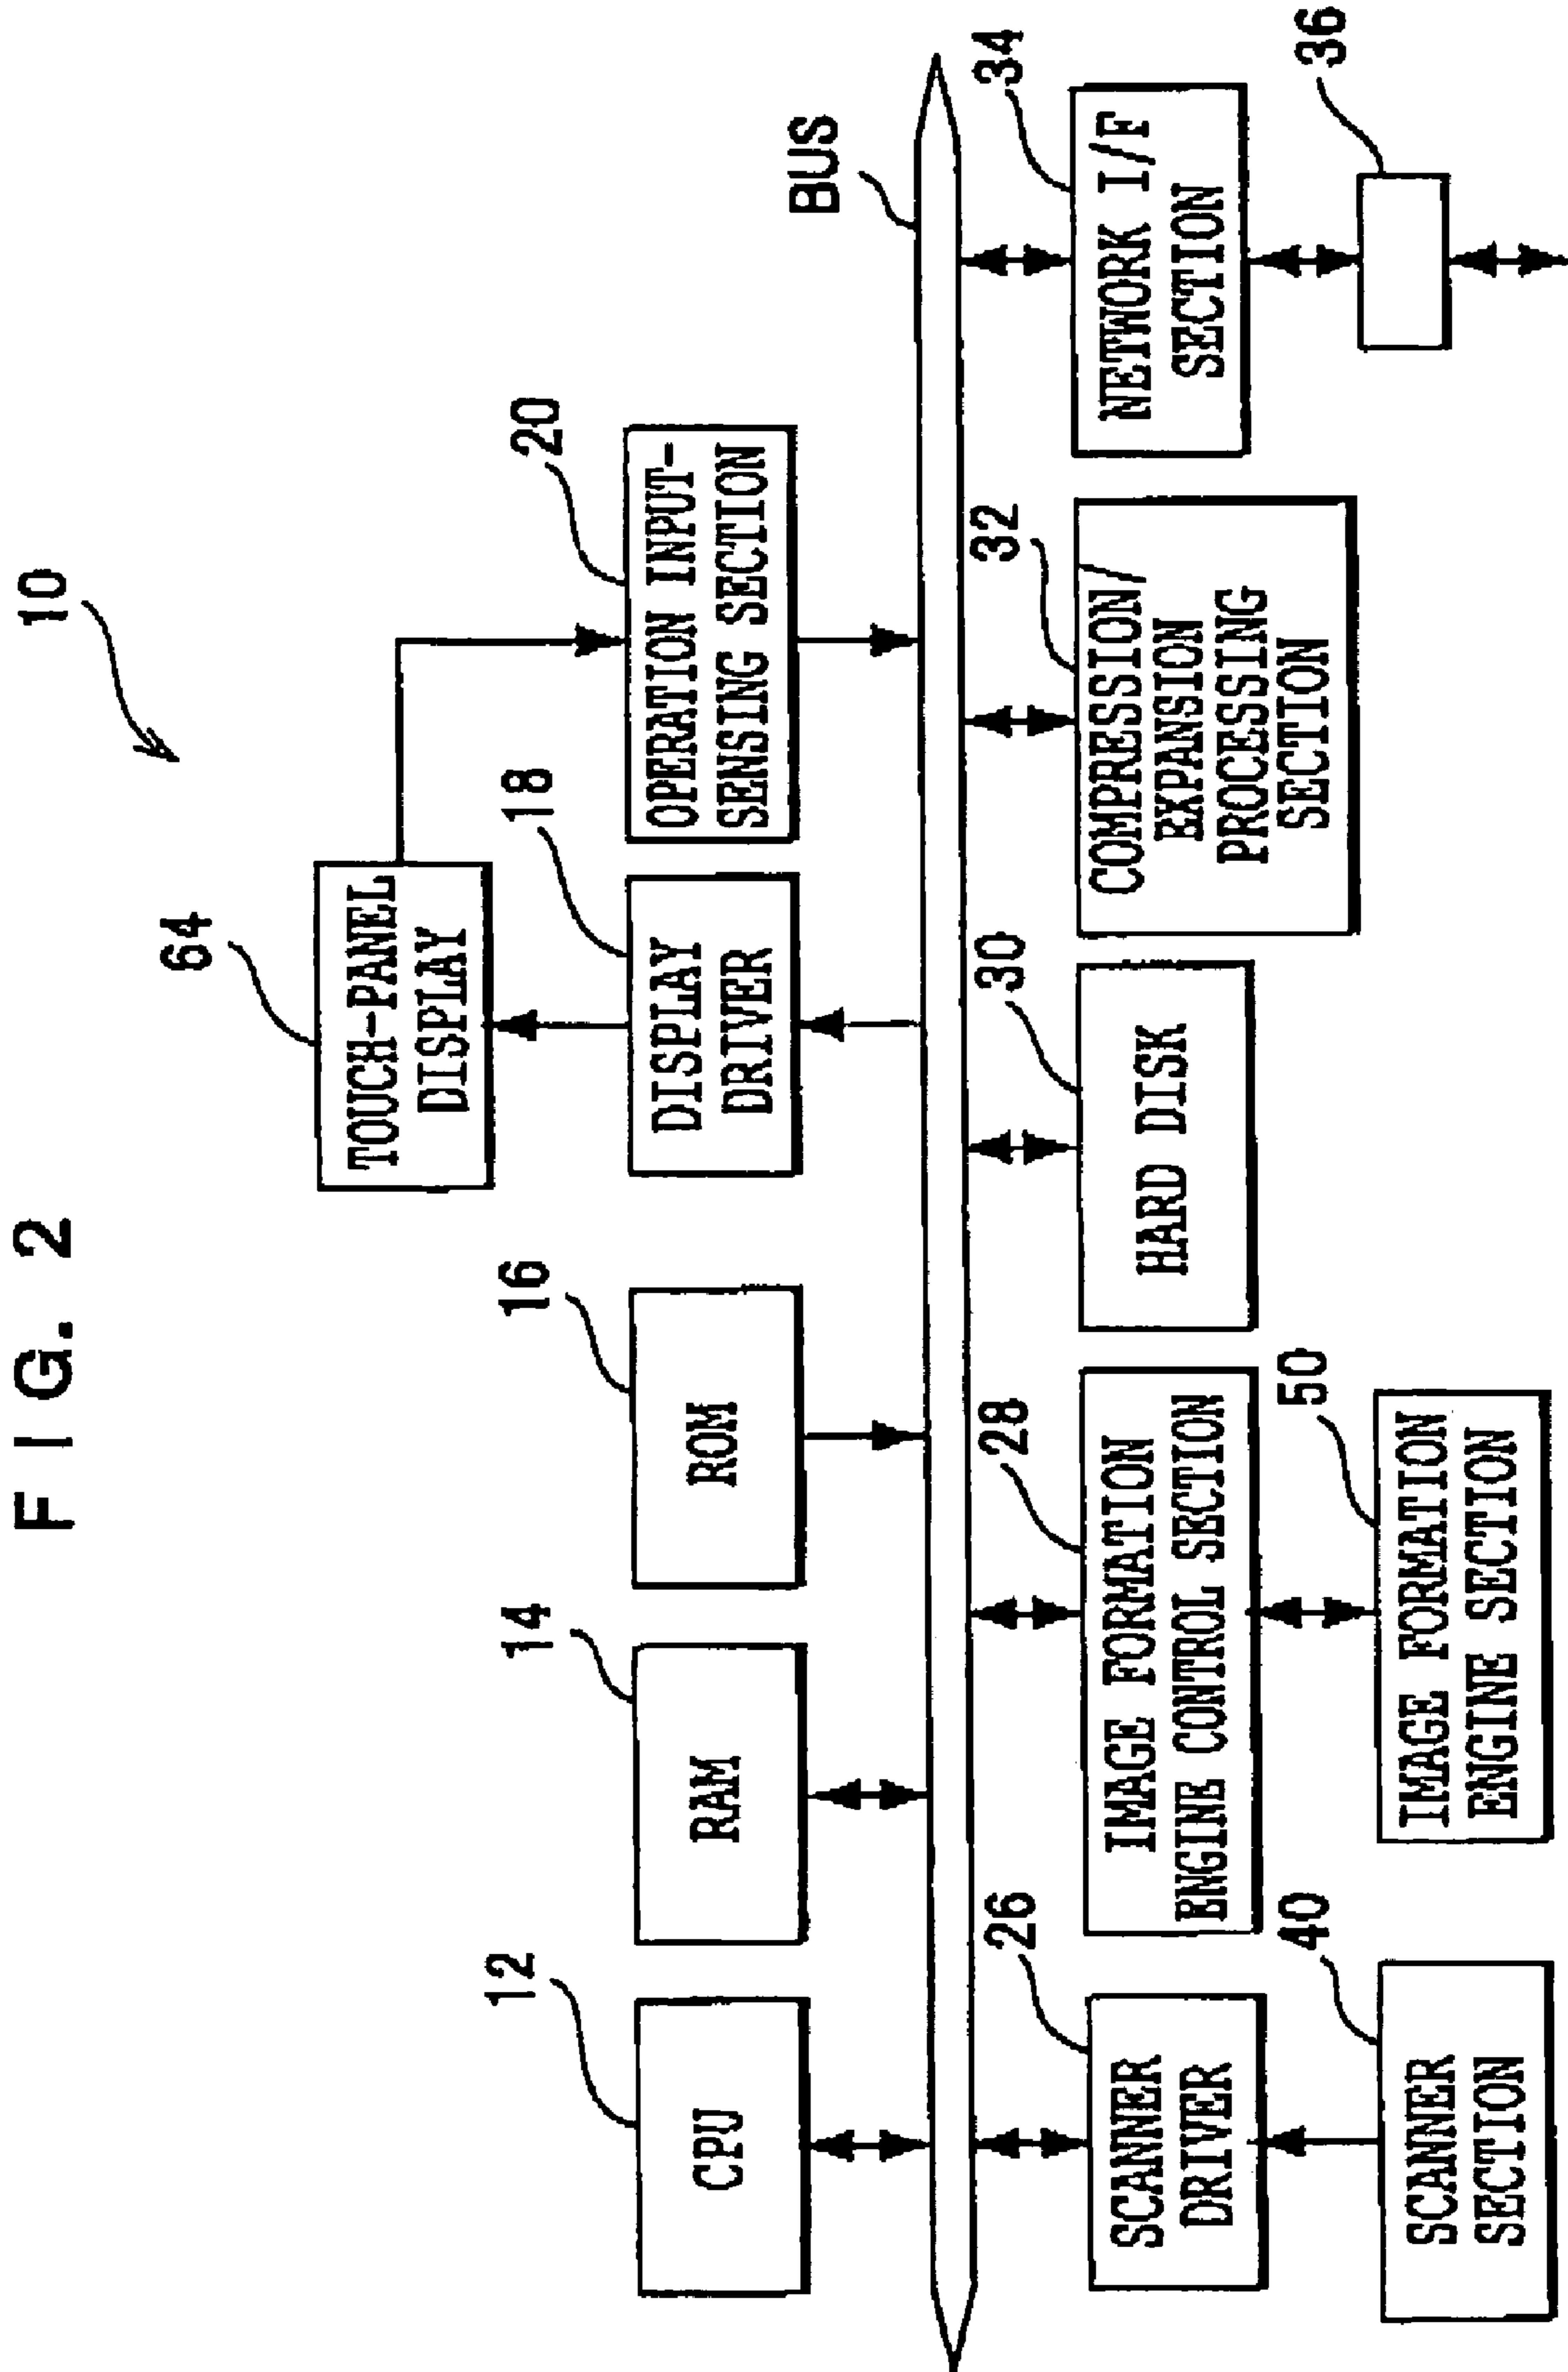 FIG. 2
10
64
TOUCH-PANEL
DISPLAY
12
CPU
14
RAM
16
ROM
18
DISPLAY
DRIVER
20
OPERATION INPUT-
SENSING SECTION
BUS
26
SCANNER
DRIVER
28
IMAGE FORMATION
ENGINE CONTROL SECTION
30
HARD DISK
32
COMPRESSION/
EXPANSION
PROCESSING
SECTION
34
NETWORK I/F
SECTION
40
SCANNER
SECTION
50
IMAGE FORMATION
ENGINE SECTION
36